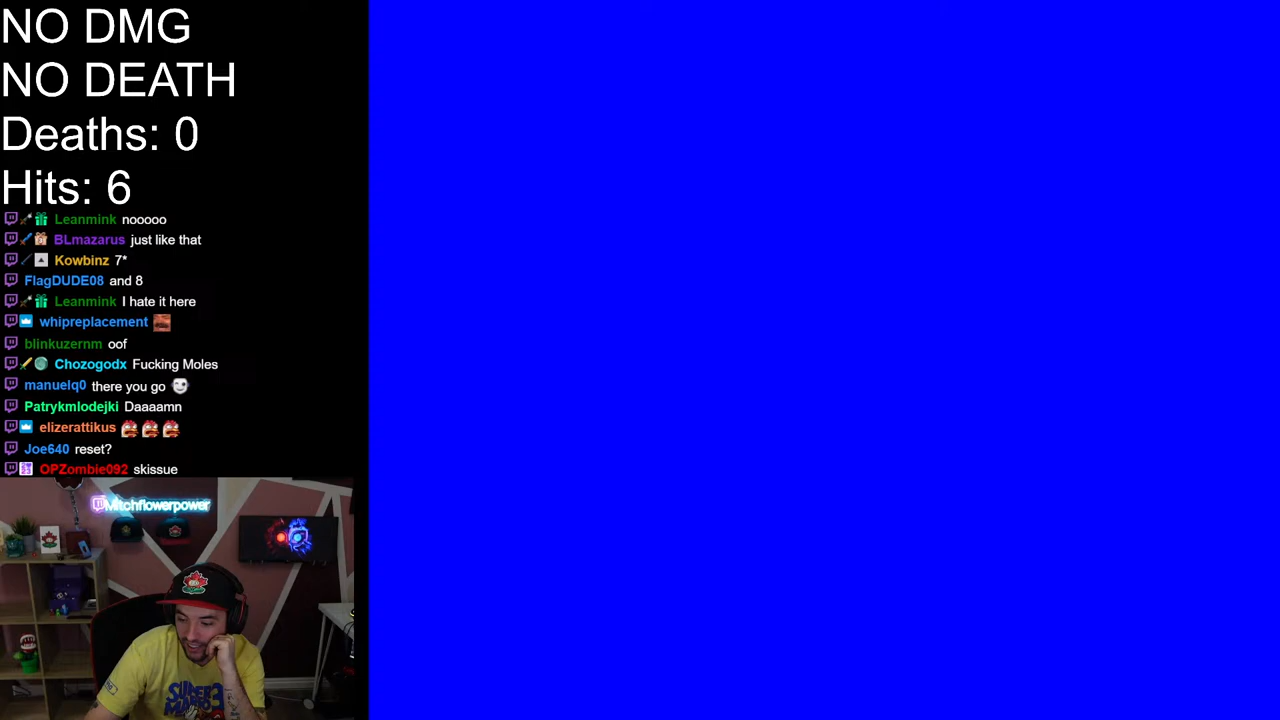 NO DMG
NO DEATH
Deaths: 0
Hits: 6
Leanmink nooooo
BLmazarus just like that
Kowbinz 7*
FlagDUDE08 and 8
Leanmink I hate it here
whipreplacement
blinkuzernm oof
Chozogodx Fucking Moles
manuelq0 there you go
Patrykmlodejki Daaaamn
elizerattikus
Joe640 reset?
OPZombie092 skissue
Mitchflowerpower
SUPER